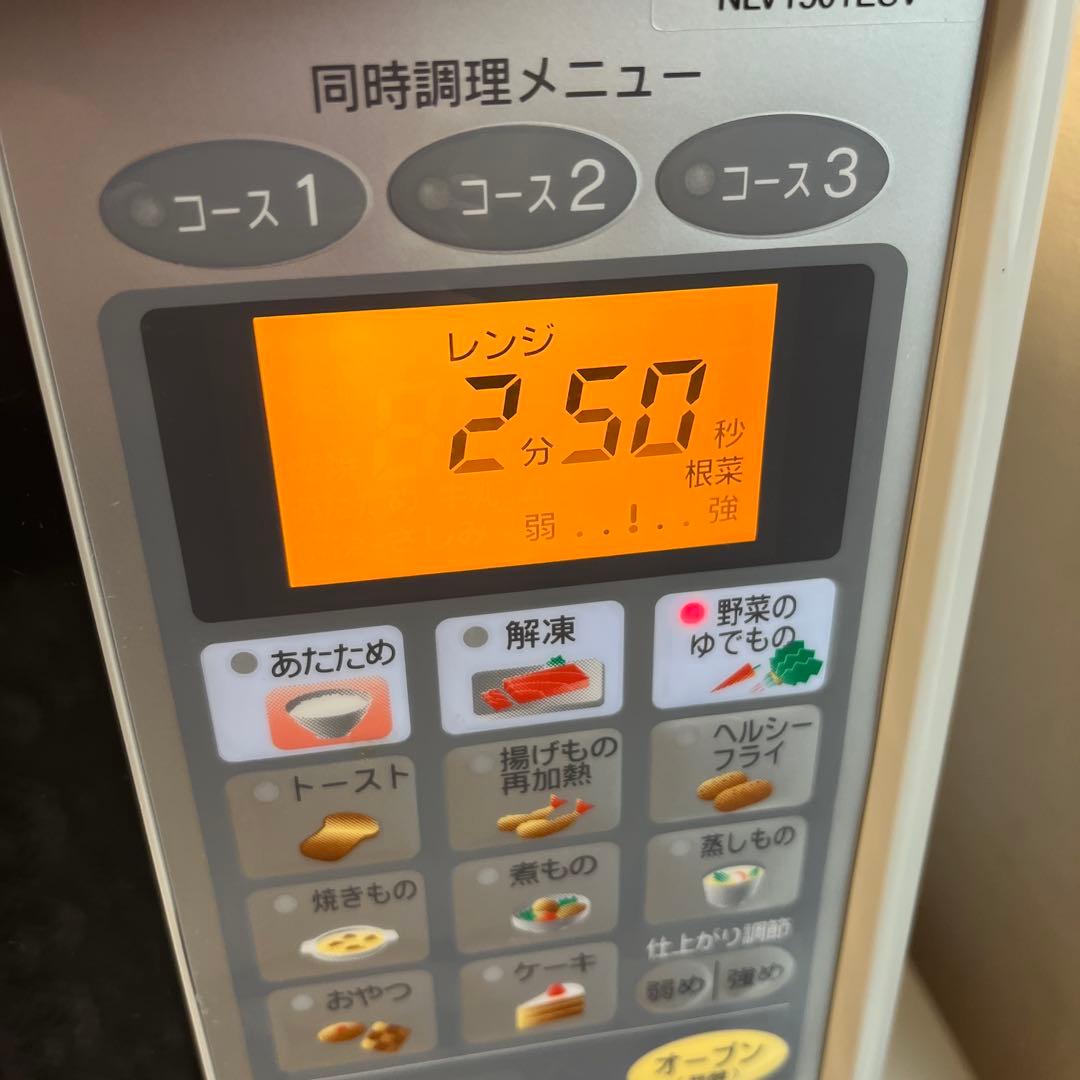 同時調理メニュー
コース1
コース2
コース3
レンジ
2分50秒
根菜
弱 . . ! . . 強
あたため
解凍
野菜の
ゆでもの
トースト
揚げもの
再加熱
ヘルシー
フライ
焼きもの
煮もの
蒸しもの
おやつ
ケーキ
仕上がり調節
弱め | 強め
オーブン